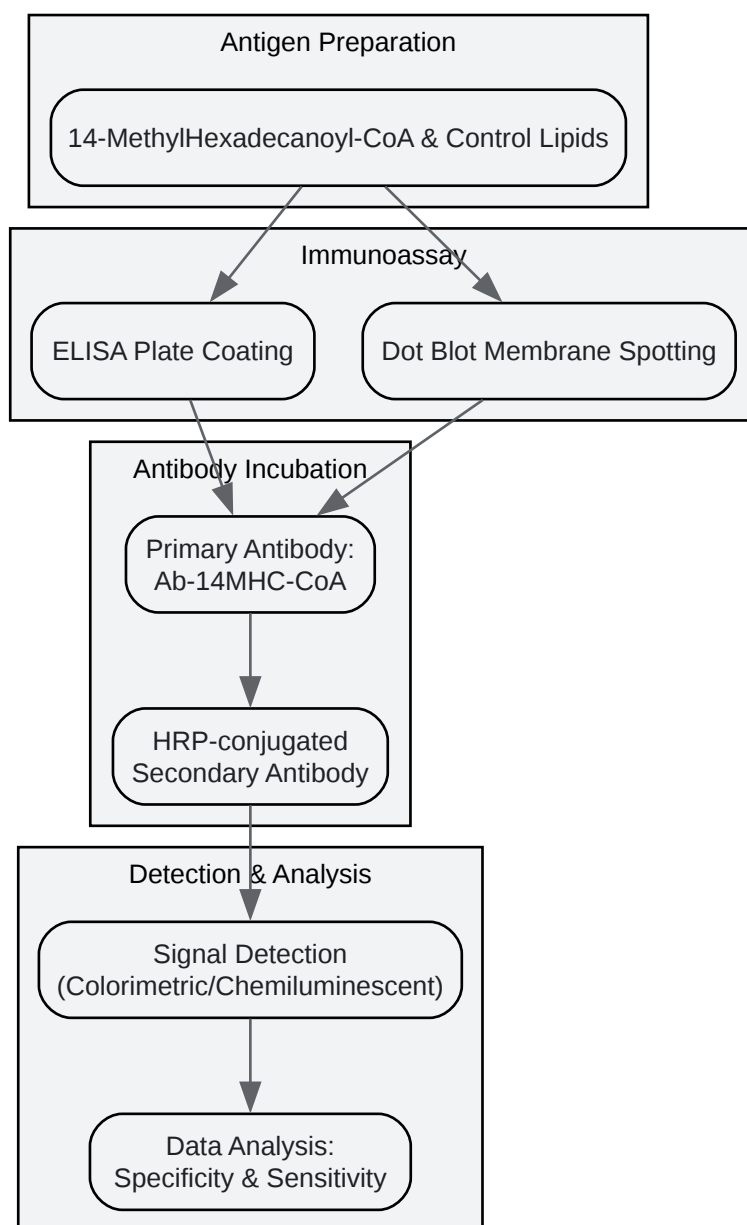 Antigen Preparation
14-MethylHexadecanoyl-CoA & Control Lipids
Immunoassay
ELISA Plate Coating
Dot Blot Membrane Spotting
Antibody Incubation
Primary Antibody:
Ab-14MHC-CoA
HRP-conjugated
Secondary Antibody
Detection & Analysis
Signal Detection
(Colorimetric/Chemiluminescent)
Data Analysis:
Specificity & Sensitivity